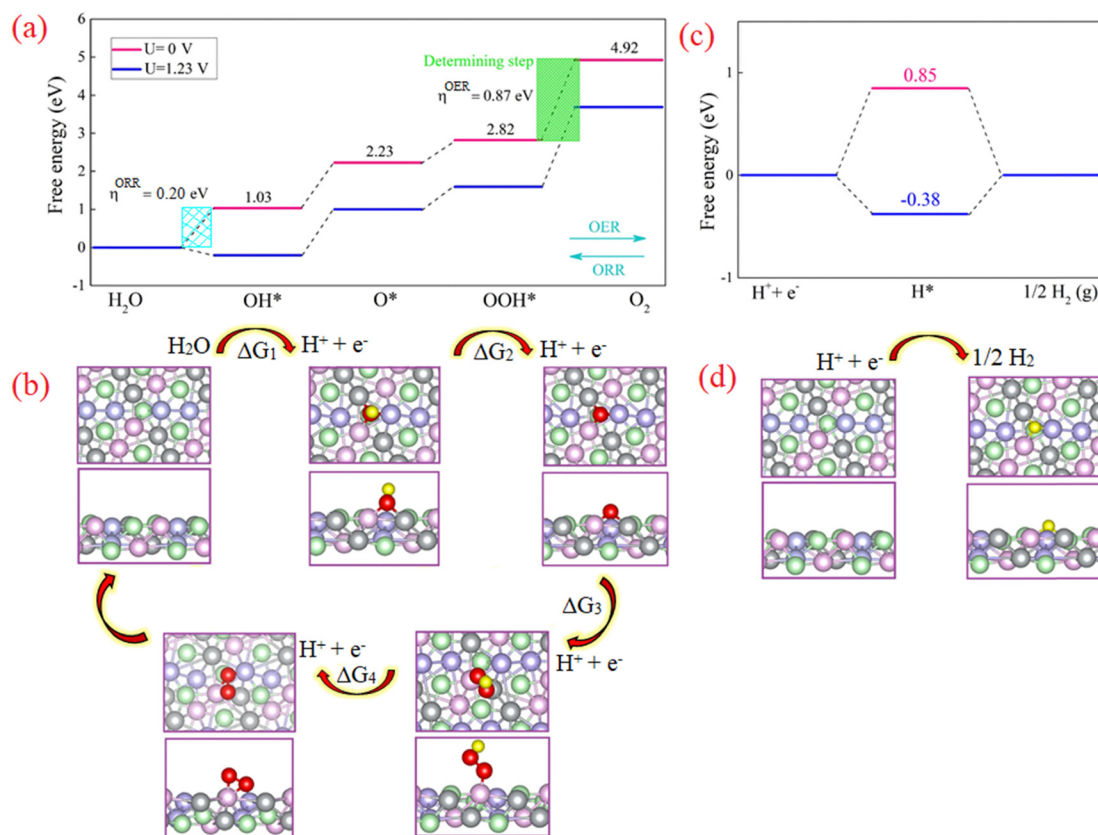 (a)
6
5
4
3
2
1
0
-1
Free energy (eV)
U= 0 V
U=1.23 V
Determining step
η^OER = 0.87 eV
4.92
2.82
2.23
1.03
η^ORR = 0.20 eV
OER
ORR
H₂O OH* O* OOH* O₂
(c)
1
0
-1
Free energy (eV)
0.85
-0.38
H⁺+ e⁻ H* 1/2 H₂ (g)
(b)
H₂O ΔG₁ H⁺ + e⁻ ΔG₂ H⁺ + e⁻
ΔG₃
H⁺ + e⁻
ΔG₄
H⁺ + e⁻
(d)
H⁺ + e⁻ 1/2 H₂